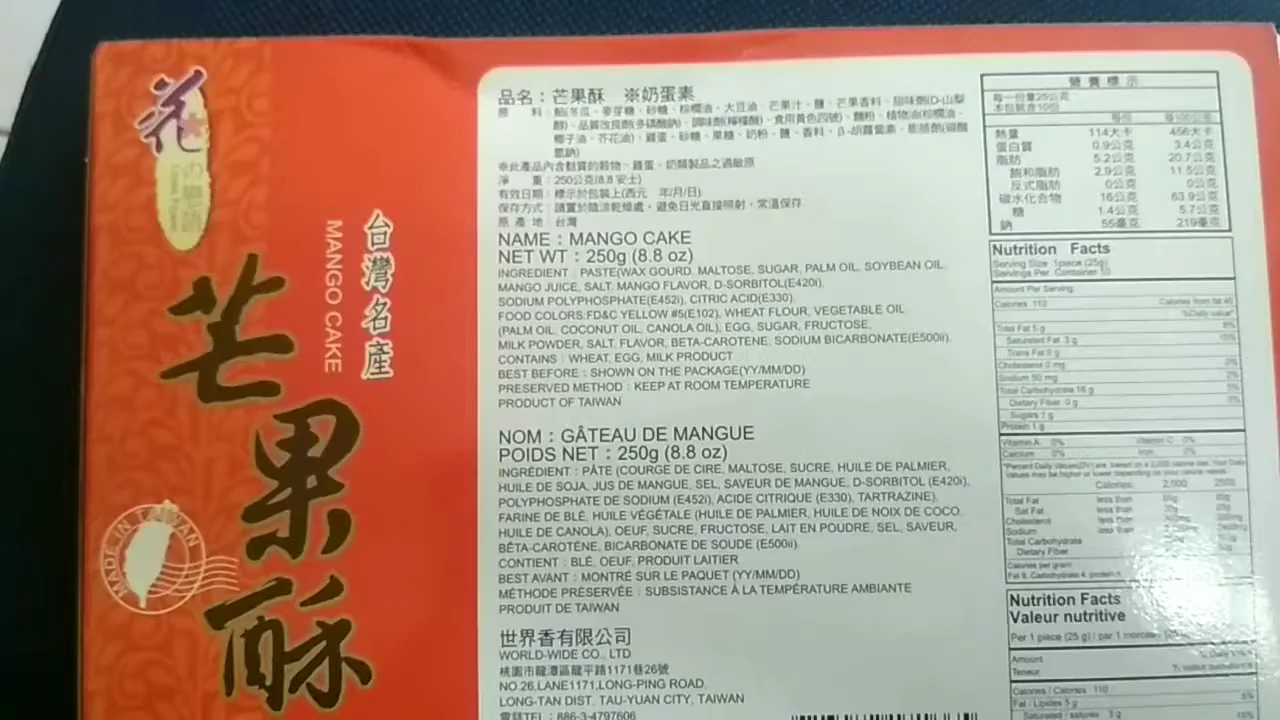 花の戀語
台灣名產
MANGO CAKE
芒果酥
MADE IN TAIWAN
品名：芒果酥 ※奶蛋素
原 料：餡(冬瓜、麥芽糖、砂糖、棕櫚油、大豆油、芒果汁、鹽、芒果香料、甜味劑(D-山梨
醇)、品質改良劑(多磷酸鈉)、調味劑(檸檬酸)、食用黃色四號)、麵粉、植物油(棕櫚油、
椰子油、芥花油)、雞蛋、砂糖、果糖、奶粉、鹽、香料、β-胡蘿蔔素、膨脹劑(碳酸
氫鈉)
※此產品內含麩質的穀物、雞蛋、奶類製品之過敏原
淨 重：250公克(8.8 安士)
有效日期：標示於包裝上(西元 年/月/日)
保存方式：請置於陰涼乾燥處，避免日光直接照射，常溫保存
原 產 地：台灣
NAME：MANGO CAKE
NET WT：250g (8.8 oz)
INGREDIENT：PASTE(WAX GOURD, MALTOSE, SUGAR, PALM OIL, SOYBEAN OIL,
MANGO JUICE, SALT, MANGO FLAVOR, D-SORBITOL(E420i),
SODIUM POLYPHOSPHATE(E452i), CITRIC ACID(E330),
FOOD COLORS:FD&C YELLOW #5(E102), WHEAT FLOUR, VEGETABLE OIL
(PALM OIL, COCONUT OIL, CANOLA OIL), EGG, SUGAR, FRUCTOSE,
MILK POWDER, SALT, FLAVOR, BETA-CAROTENE, SODIUM BICARBONATE(E500ii).
CONTAINS：WHEAT, EGG, MILK PRODUCT
BEST BEFORE：SHOWN ON THE PACKAGE(YY/MM/DD)
PRESERVED METHOD：KEEP AT ROOM TEMPERATURE
PRODUCT OF TAIWAN
NOM：GÂTEAU DE MANGUE
POIDS NET：250g (8.8 oz)
INGRÉDIENT：PÂTE (COURGE DE CIRE, MALTOSE, SUCRE, HUILE DE PALMIER,
HUILE DE SOJA, JUS DE MANGUE, SEL, SAVEUR DE MANGUE, D-SORBITOL (E420i),
POLYPHOSPHATE DE SODIUM (E452i), ACIDE CITRIQUE (E330), TARTRAZINE),
FARINE DE BLÉ, HUILE VÉGÉTALE (HUILE DE PALMIER, HUILE DE NOIX DE COCO,
HUILE DE CANOLA), OEUF, SUCRE, FRUCTOSE, LAIT EN POUDRE, SEL, SAVEUR,
BÊTA-CAROTÈNE, BICARBONATE DE SOUDE (E500ii)
CONTIENT：BLÉ, OEUF, PRODUIT LAITIER
BEST AVANT：MONTRÉ SUR LE PAQUET (YY/MM/DD)
MÉTHODE PRÉSERVÉE：SUBSISTANCE À LA TEMPÉRATURE AMBIANTE
PRODUIT DE TAIWAN
世界香有限公司
WORLD-WIDE CO., LTD
桃園市龍潭區龍平路1171巷26號
NO.26,LANE1171,LONG-PING ROAD,
LONG-TAN DIST, TAU-YUAN CITY, TAIWAN
電話TEL：886-3-4797606
營養標示
每一份量25公克
本包裝含10份
每份 每100公克
熱量 114大卡 456大卡
蛋白質 0.9公克 3.4公克
脂肪 5.2公克 20.7公克
飽和脂肪 2.9公克 11.5公克
反式脂肪 0公克 0公克
碳水化合物 16公克 63.9公克
糖 1.4公克 5.7公克
鈉 55毫克 219毫克
Nutrition Facts
Serving Size 1piece (25g)
Servings Per Container 10
Amount Per Serving
Calories 110 Calories from fat 45
%Daily value*
Total Fat 5 g 8%
Saturated Fat 3 g 15%
Trans Fat 0 g
Cholesterol 0 mg 0%
Sodium 50 mg 2%
Total Carbohydrate 16 g 5%
Dietary Fiber 0 g 0%
Sugars 1 g
Protein 1 g
Vitamin A 0% Vitamin C 0%
Calcium 0% Iron 0%
Calories: 2,000 2500
Total Fat less than
Sat Fat less than
Cholesterol less than
Sodium less than
Total Carbohydrate
Dietary Fiber
Calories per gram:
Fat 9, Carbohydrate 4, protein
Nutrition Facts
Valeur nutritive
Per 1 piece (25 g) / par 1 morceau
Amount
Teneur
Calories / Calories 110
Fat / Lipides 5 g
Saturated / saturés 3 g 15%